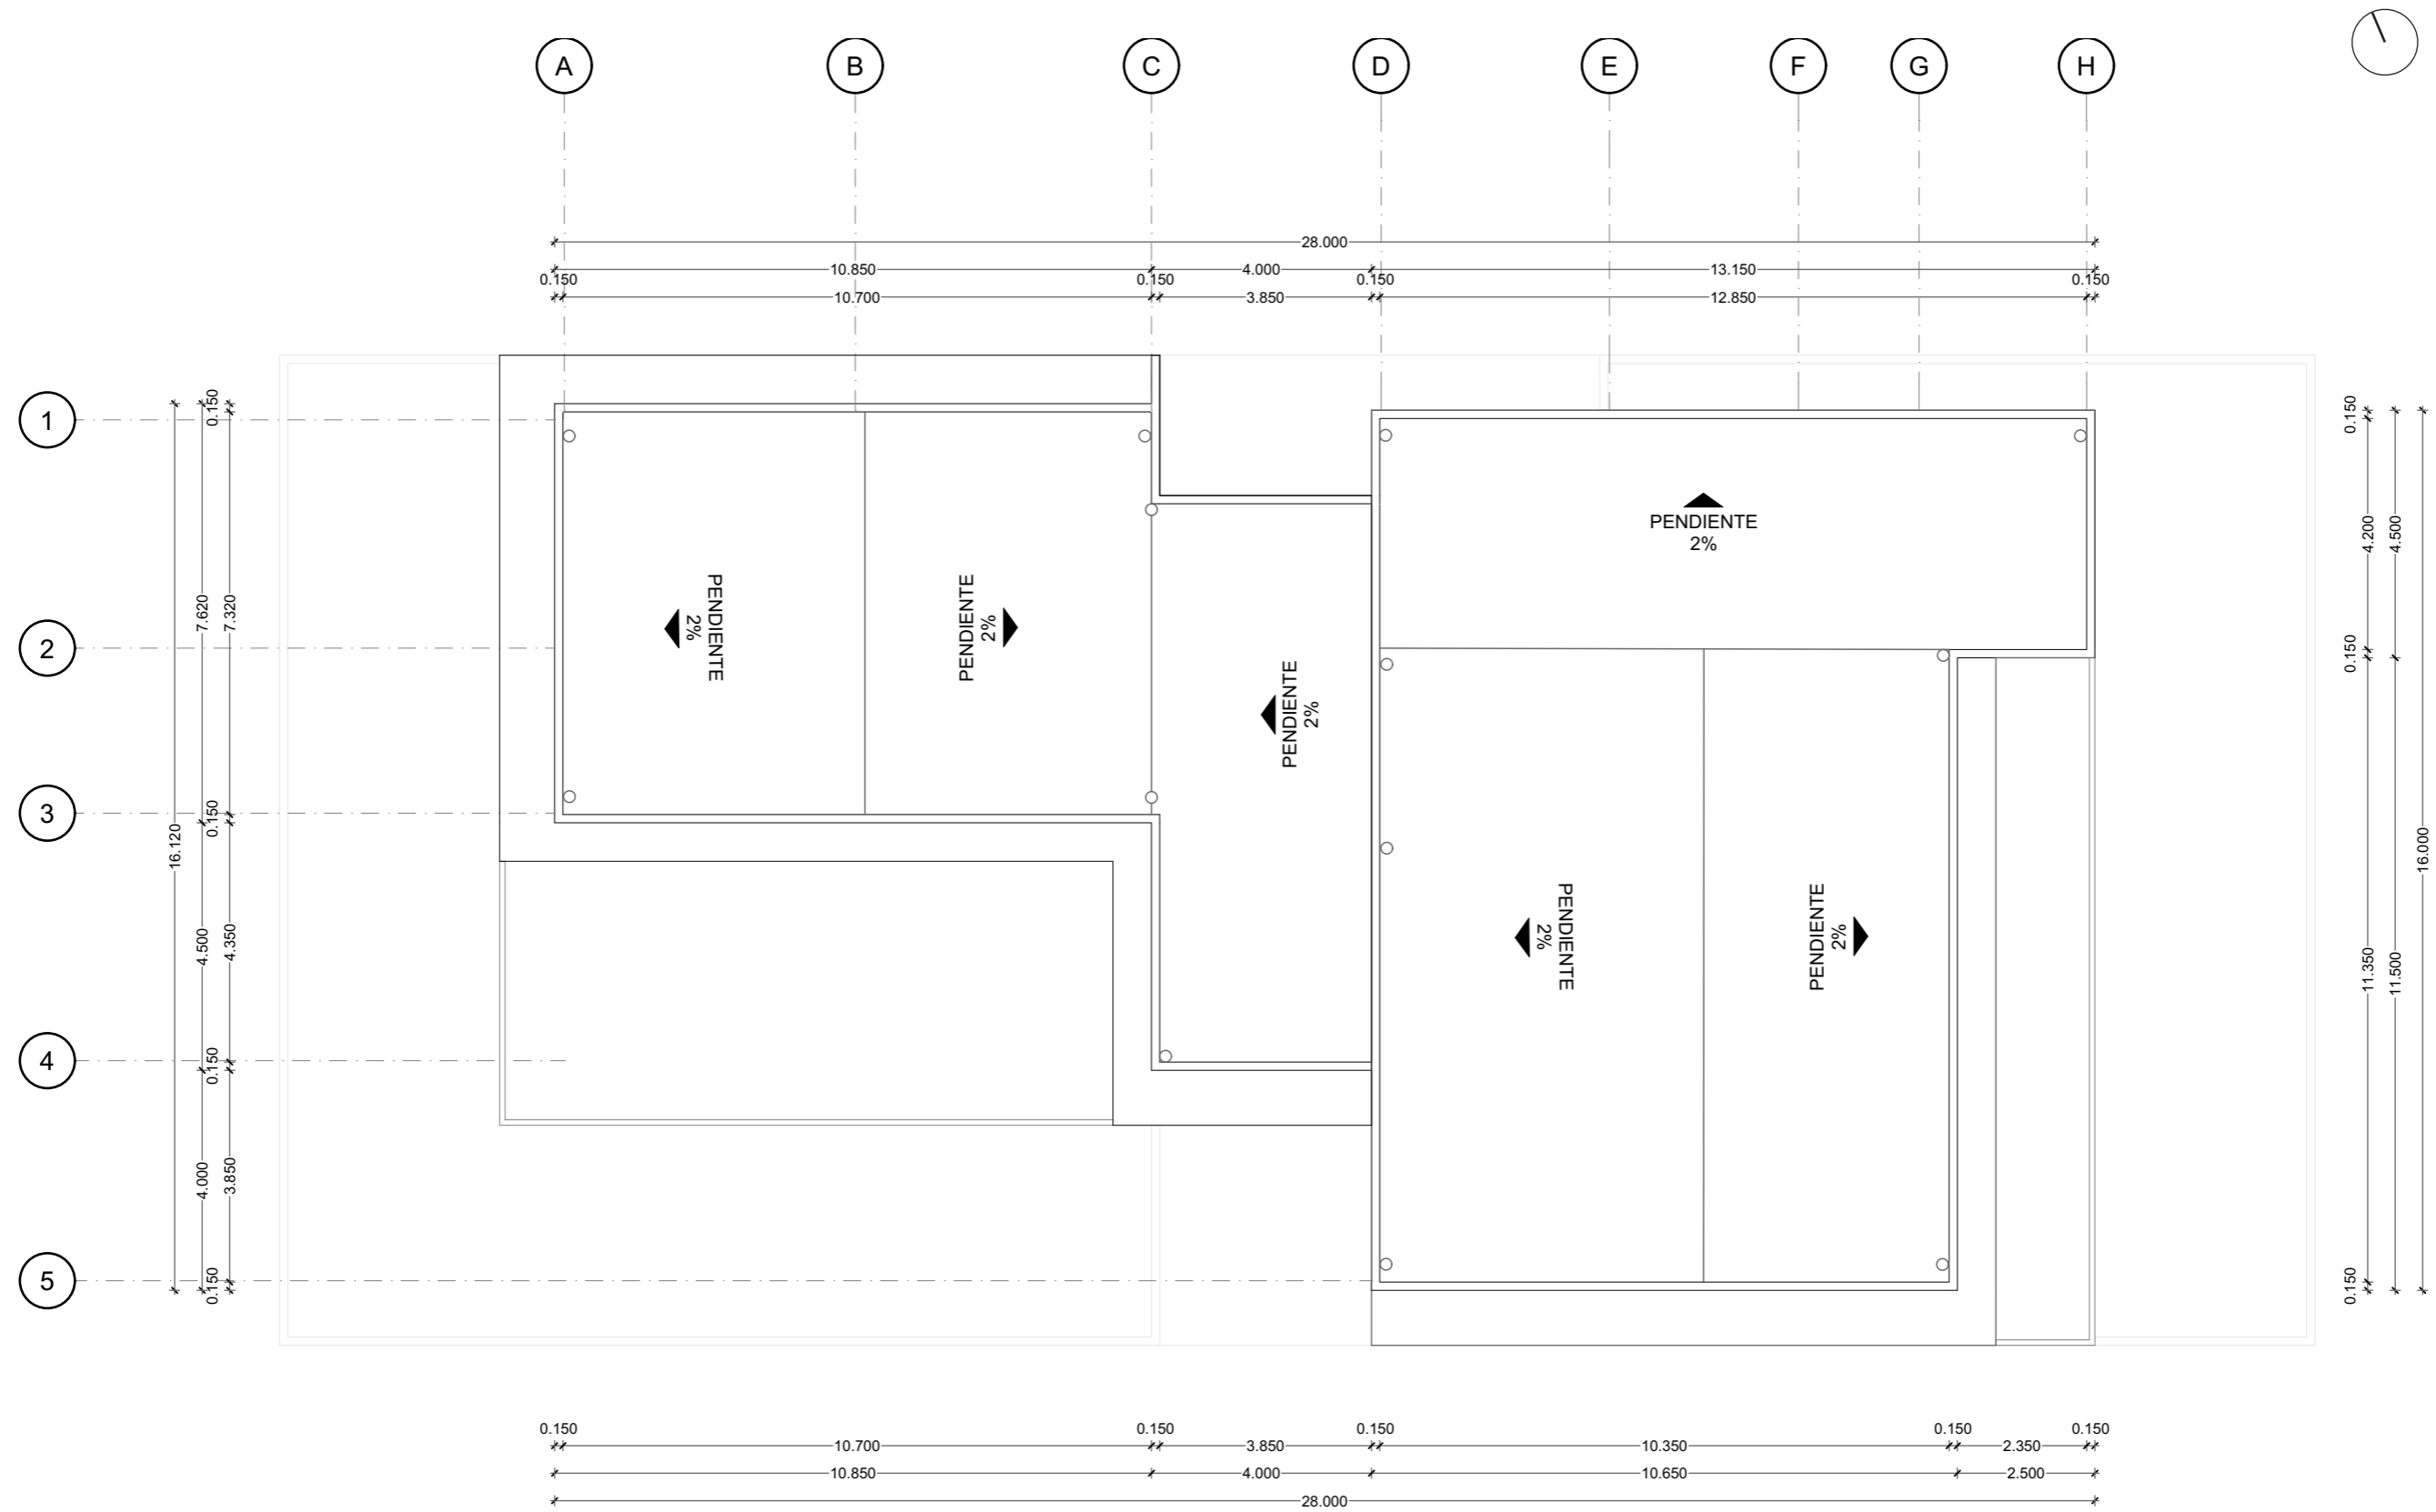 A B C D E F G H
28.000
10.850 4.000 13.150
0.150 0.150 0.150 0.150
10.700 3.850 12.850
1
2
3
4
5
16.120
7.620
4.500
4.000
0.150
7.320
0.150
4.350
0.150
3.850
0.150
PENDIENTE
2%
PENDIENTE
2%
PENDIENTE
2%
PENDIENTE
2%
PENDIENTE
2%
PENDIENTE
2%
0.150
4.200
0.150
11.350
0.150
4.500
11.500
16.000
0.150 0.150 0.150 0.150 0.150
10.700 3.850 10.350 2.350
10.850 4.000 10.650 2.500
28.000